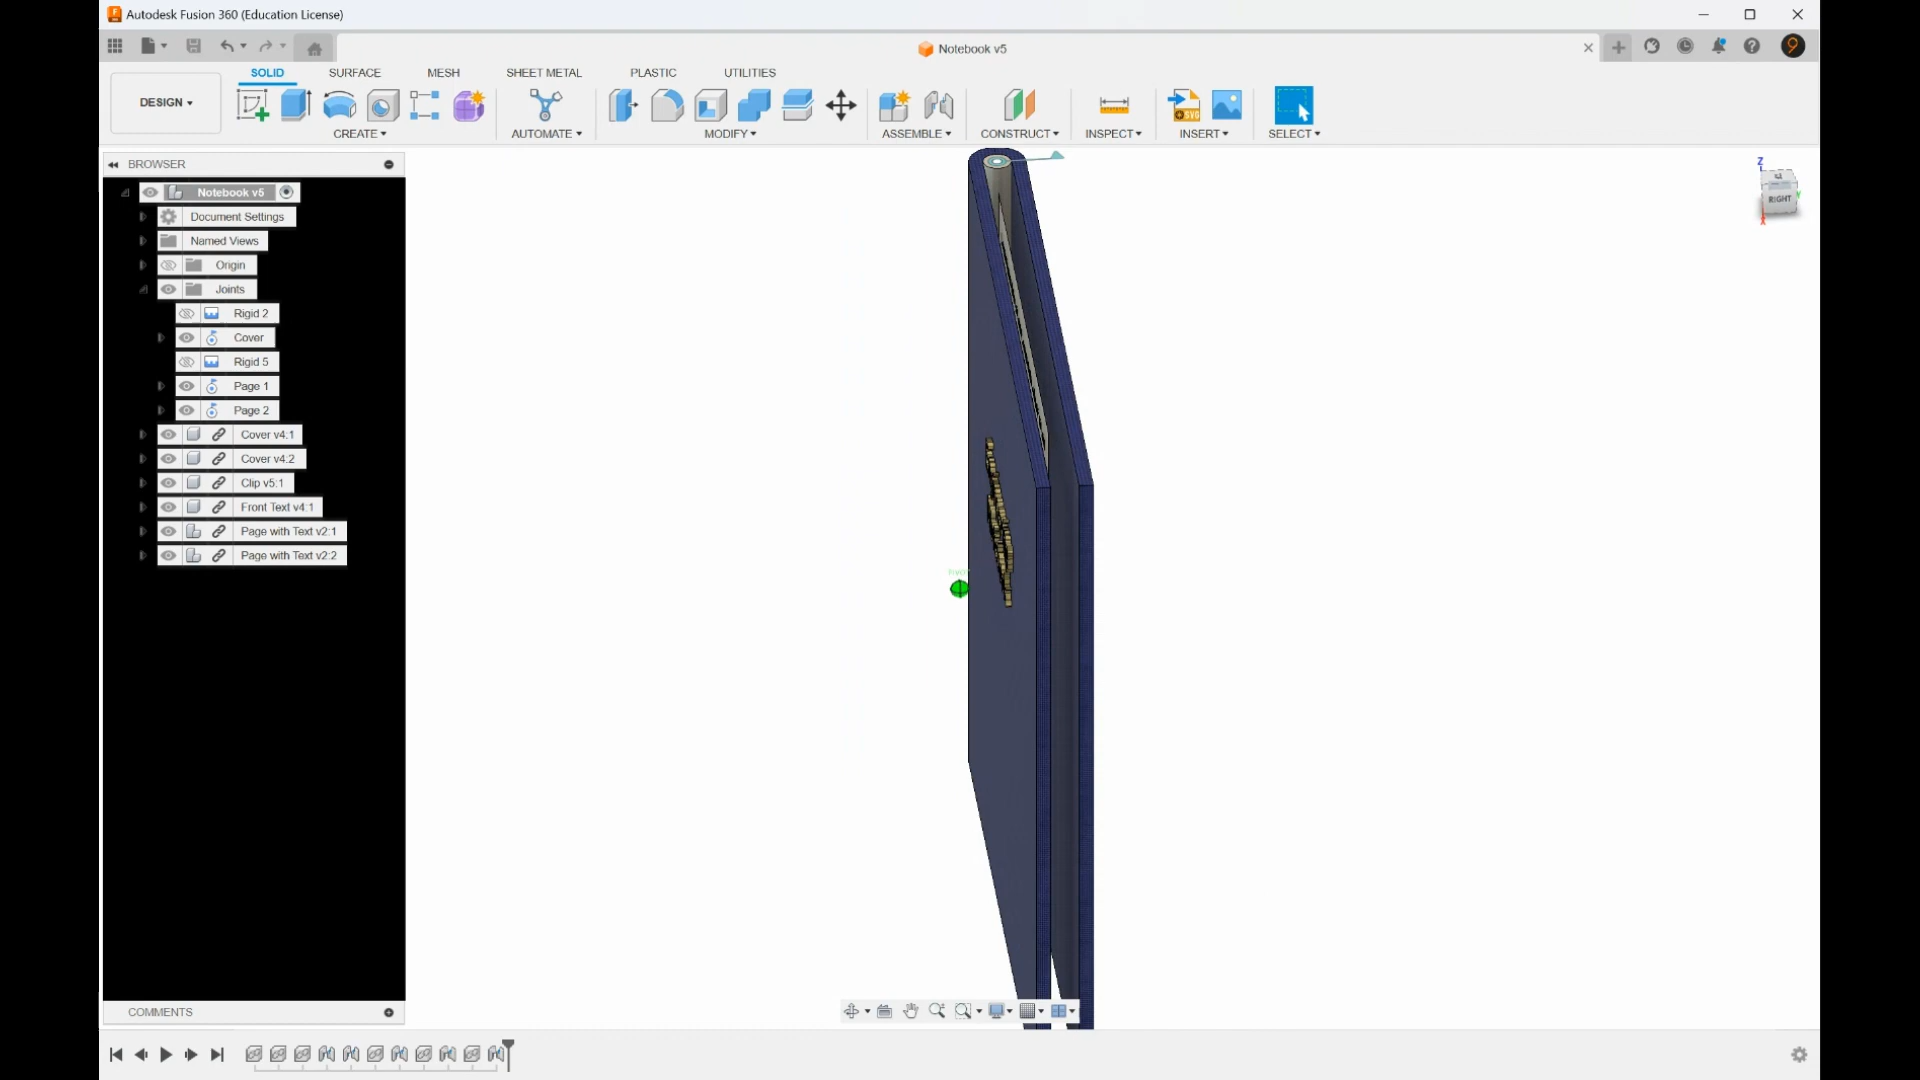 Autodesk Fusion 360 (Education License)
Notebook v5
SOLID SURFACE MESH SHEET METAL PLASTIC UTILITIES
DESIGN
CREATE AUTOMATE MODIFY ASSEMBLE CONSTRUCT INSPECT INSERT SELECT
BROWSER
Notebook v5
Document Settings
Named Views
Origin
Joints
Rigid 2
Cover
Rigid 5
Page 1
Page 2
Cover v4:1
Cover v4:2
Clip v5:1
Front Text v4:1
Page with Text v2:1
Page with Text v2:2
COMMENTS
Z
RIGHT
X
SVG